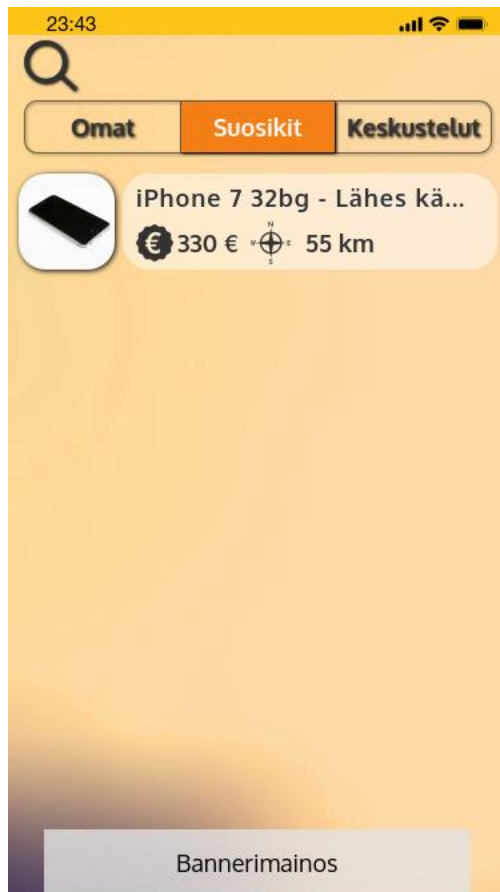 23:43
Omat Suosikit Keskustelut
iPhone 7 32bg - Lähes kä...
€ 330 € N W E S 55 km
Bannerimainos